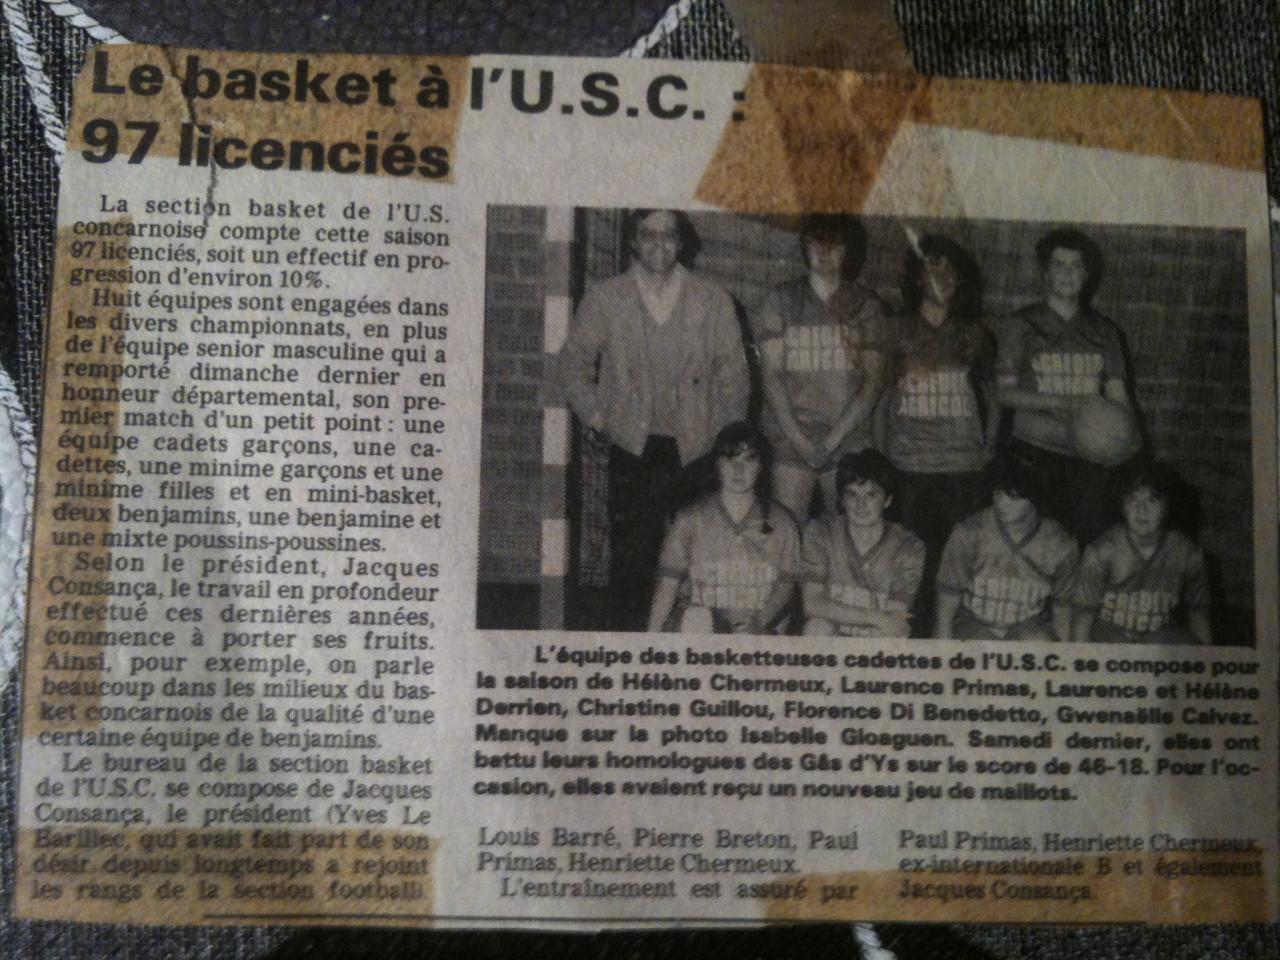 Le basket à l'U.S.C. :
97 licenciés
La section basket de l'U.S.
concarnoise compte cette saison
97 licenciés, soit un effectif en pro-
gression d'environ 10%.
Huit équipes sont engagées dans
les divers championnats, en plus
de l'équipe senior masculine qui a
remporté dimanche dernier en
honneur départemental, son pre-
mier match d'un petit point : une
équipe cadets garçons, une ca-
dettes, une minime garçons et une
minime filles et en mini-basket,
deux benjamins, une benjamine et
une mixte poussins-poussines.
Selon le président, Jacques
Consança, le travail en profondeur
effectué ces dernières années,
commence à porter ses fruits.
Ainsi, pour exemple, on parle
beaucoup dans les milieux du bas-
ket concarnois de la qualité d'une
certaine équipe de benjamins.
Le bureau de la section basket
de l'U.S.C. se compose de Jacques
Consança, le président (Yves Le
Barillec, qui avait fait part de son
désir depuis longtemps a rejoint
les rangs de la section football)
L'équipe des basketteuses cadettes de l'U.S.C. se compose pour
la saison de Hélène Chermeux, Laurence Primas, Laurence et Hélène
Derrien, Christine Guillou, Florence Di Benedetto, Gwenaëlle Calvez.
Manque sur la photo Isabelle Gloaguen. Samedi dernier, elles ont
battu leurs homologues des Gâs d'Ys sur le score de 46-18. Pour l'oc-
casion, elles avaient reçu un nouveau jeu de maillots.
Louis Barré, Pierre Breton, Paul
Primas, Henriette Chermeux.
L'entraînement est assuré par
Paul Primas, Henriette Chermeux,
ex-internationale B et également
Jacques Consança.